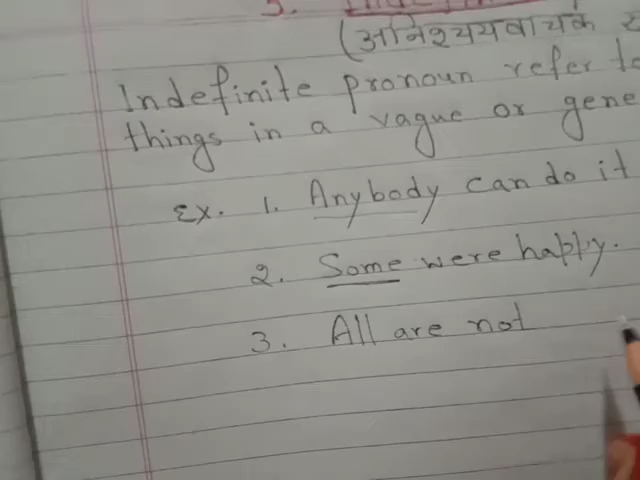 5.
(अनिश्चयवाचक
Indefinite pronoun refer to
things in a vague or gene
Ex. 1. Anybody can do it
2. Some were happy.
3. All are not